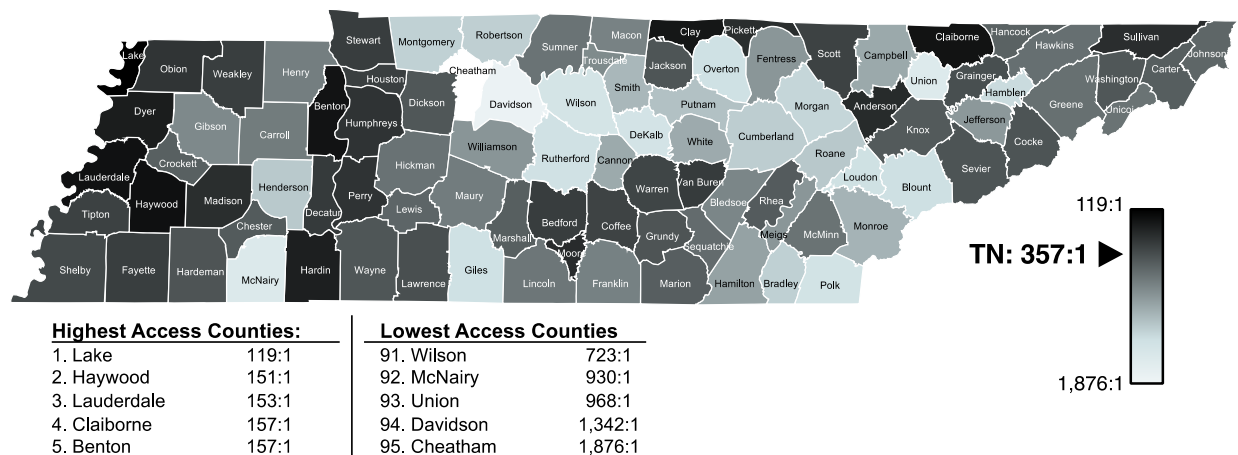 Lake
Obion
Weakley
Henry
Stewart
Montgomery
Robertson
Sumner
Macon
Trousdale
Clay
Pickett
Jackson
Overton
Fentress
Scott
Campbell
Claiborne
Hancock
Hawkins
Sullivan
Johnson
Carter
Washington
Unicoi
Greene
Hamblen
Grainger
Union
Jefferson
Cocke
Sevier
Knox
Anderson
Morgan
Roane
Loudon
Blount
Cumberland
Putnam
White
Smith
DeKalb
Wilson
Davidson
Cheatham
Houston
Dickson
Humphreys
Benton
Carroll
Gibson
Dyer
Crockett
Lauderdale
Haywood
Madison
Henderson
Decatur
Perry
Hickman
Williamson
Rutherford
Cannon
Warren
Van Buren
Bledsoe
Rhea
Meigs
McMinn
Monroe
Polk
Bradley
Hamilton
Sequatchie
Marion
Grundy
Coffee
Bedford
Moore
Franklin
Lincoln
Marshall
Maury
Lewis
Giles
Lawrence
Wayne
Hardin
McNairy
Chester
Hardeman
Fayette
Shelby
Tipton
119:1
TN: 357:1
1,876:1
Highest Access Counties:
1. Lake 119:1
2. Haywood 151:1
3. Lauderdale 153:1
4. Claiborne 157:1
5. Benton 157:1
Lowest Access Counties
91. Wilson 723:1
92. McNairy 930:1
93. Union 968:1
94. Davidson 1,342:1
95. Cheatham 1,876:1